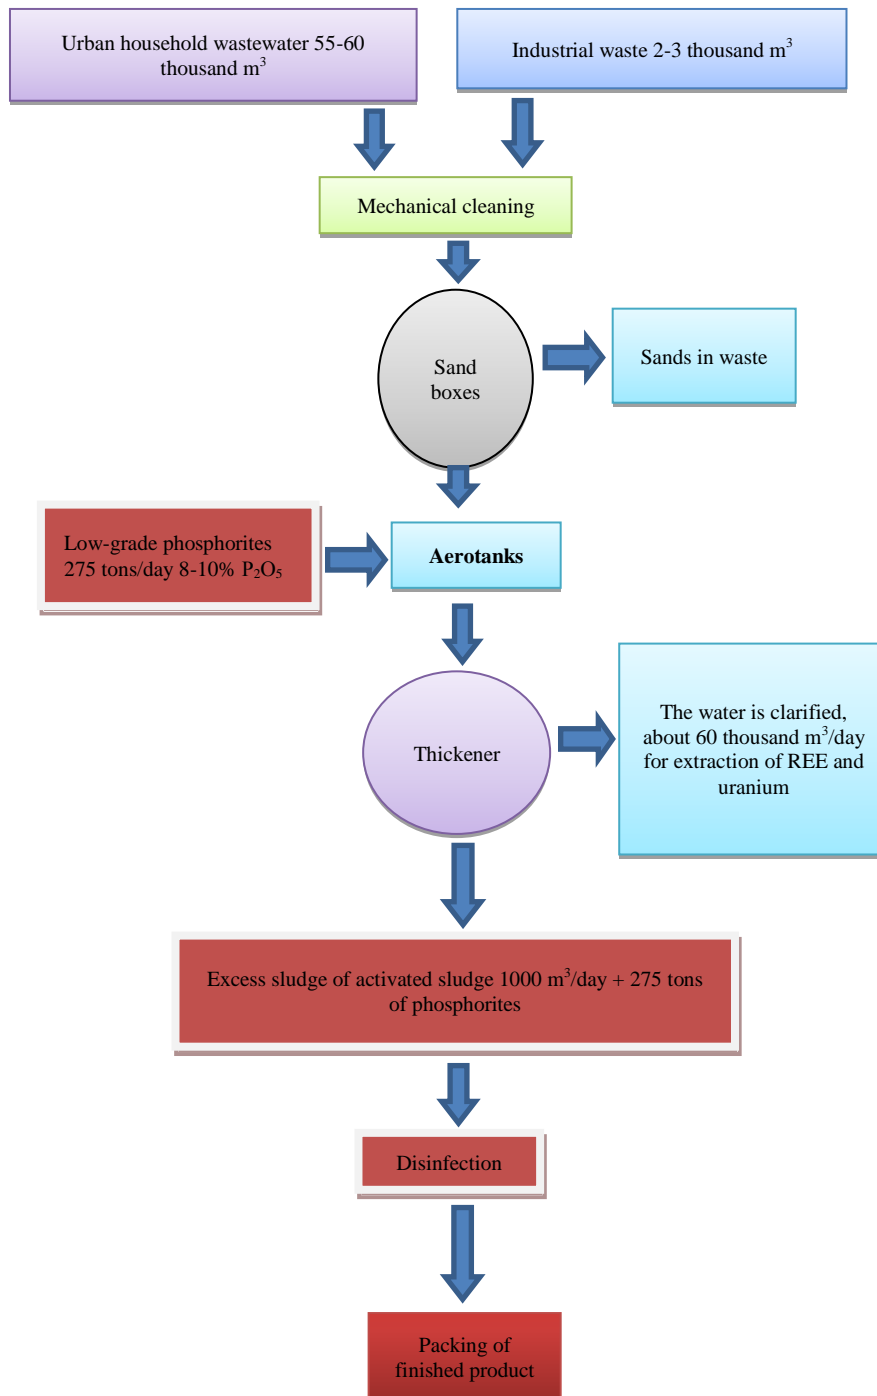 Urban household wastewater 55-60
thousand m³
Industrial waste 2-3 thousand m³
Mechanical cleaning
Sand
boxes
Sands in waste
Low-grade phosphorites
275 tons/day 8-10% P₂O₅
Aerotanks
Thickener
The water is clarified,
about 60 thousand m³/day
for extraction of REE and
uranium
Excess sludge of activated sludge 1000 m³/day + 275 tons
of phosphorites
Disinfection
Packing of
finished product